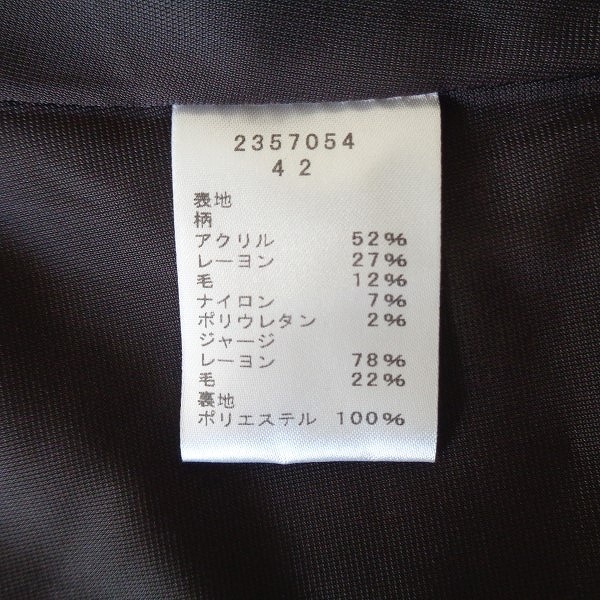 2357054
42
表地
柄
アクリル 52%
レーヨン 27%
毛 12%
ナイロン 7%
ポリウレタン 2%
ジャージ
レーヨン 78%
毛 22%
裏地
ポリエステル 100%